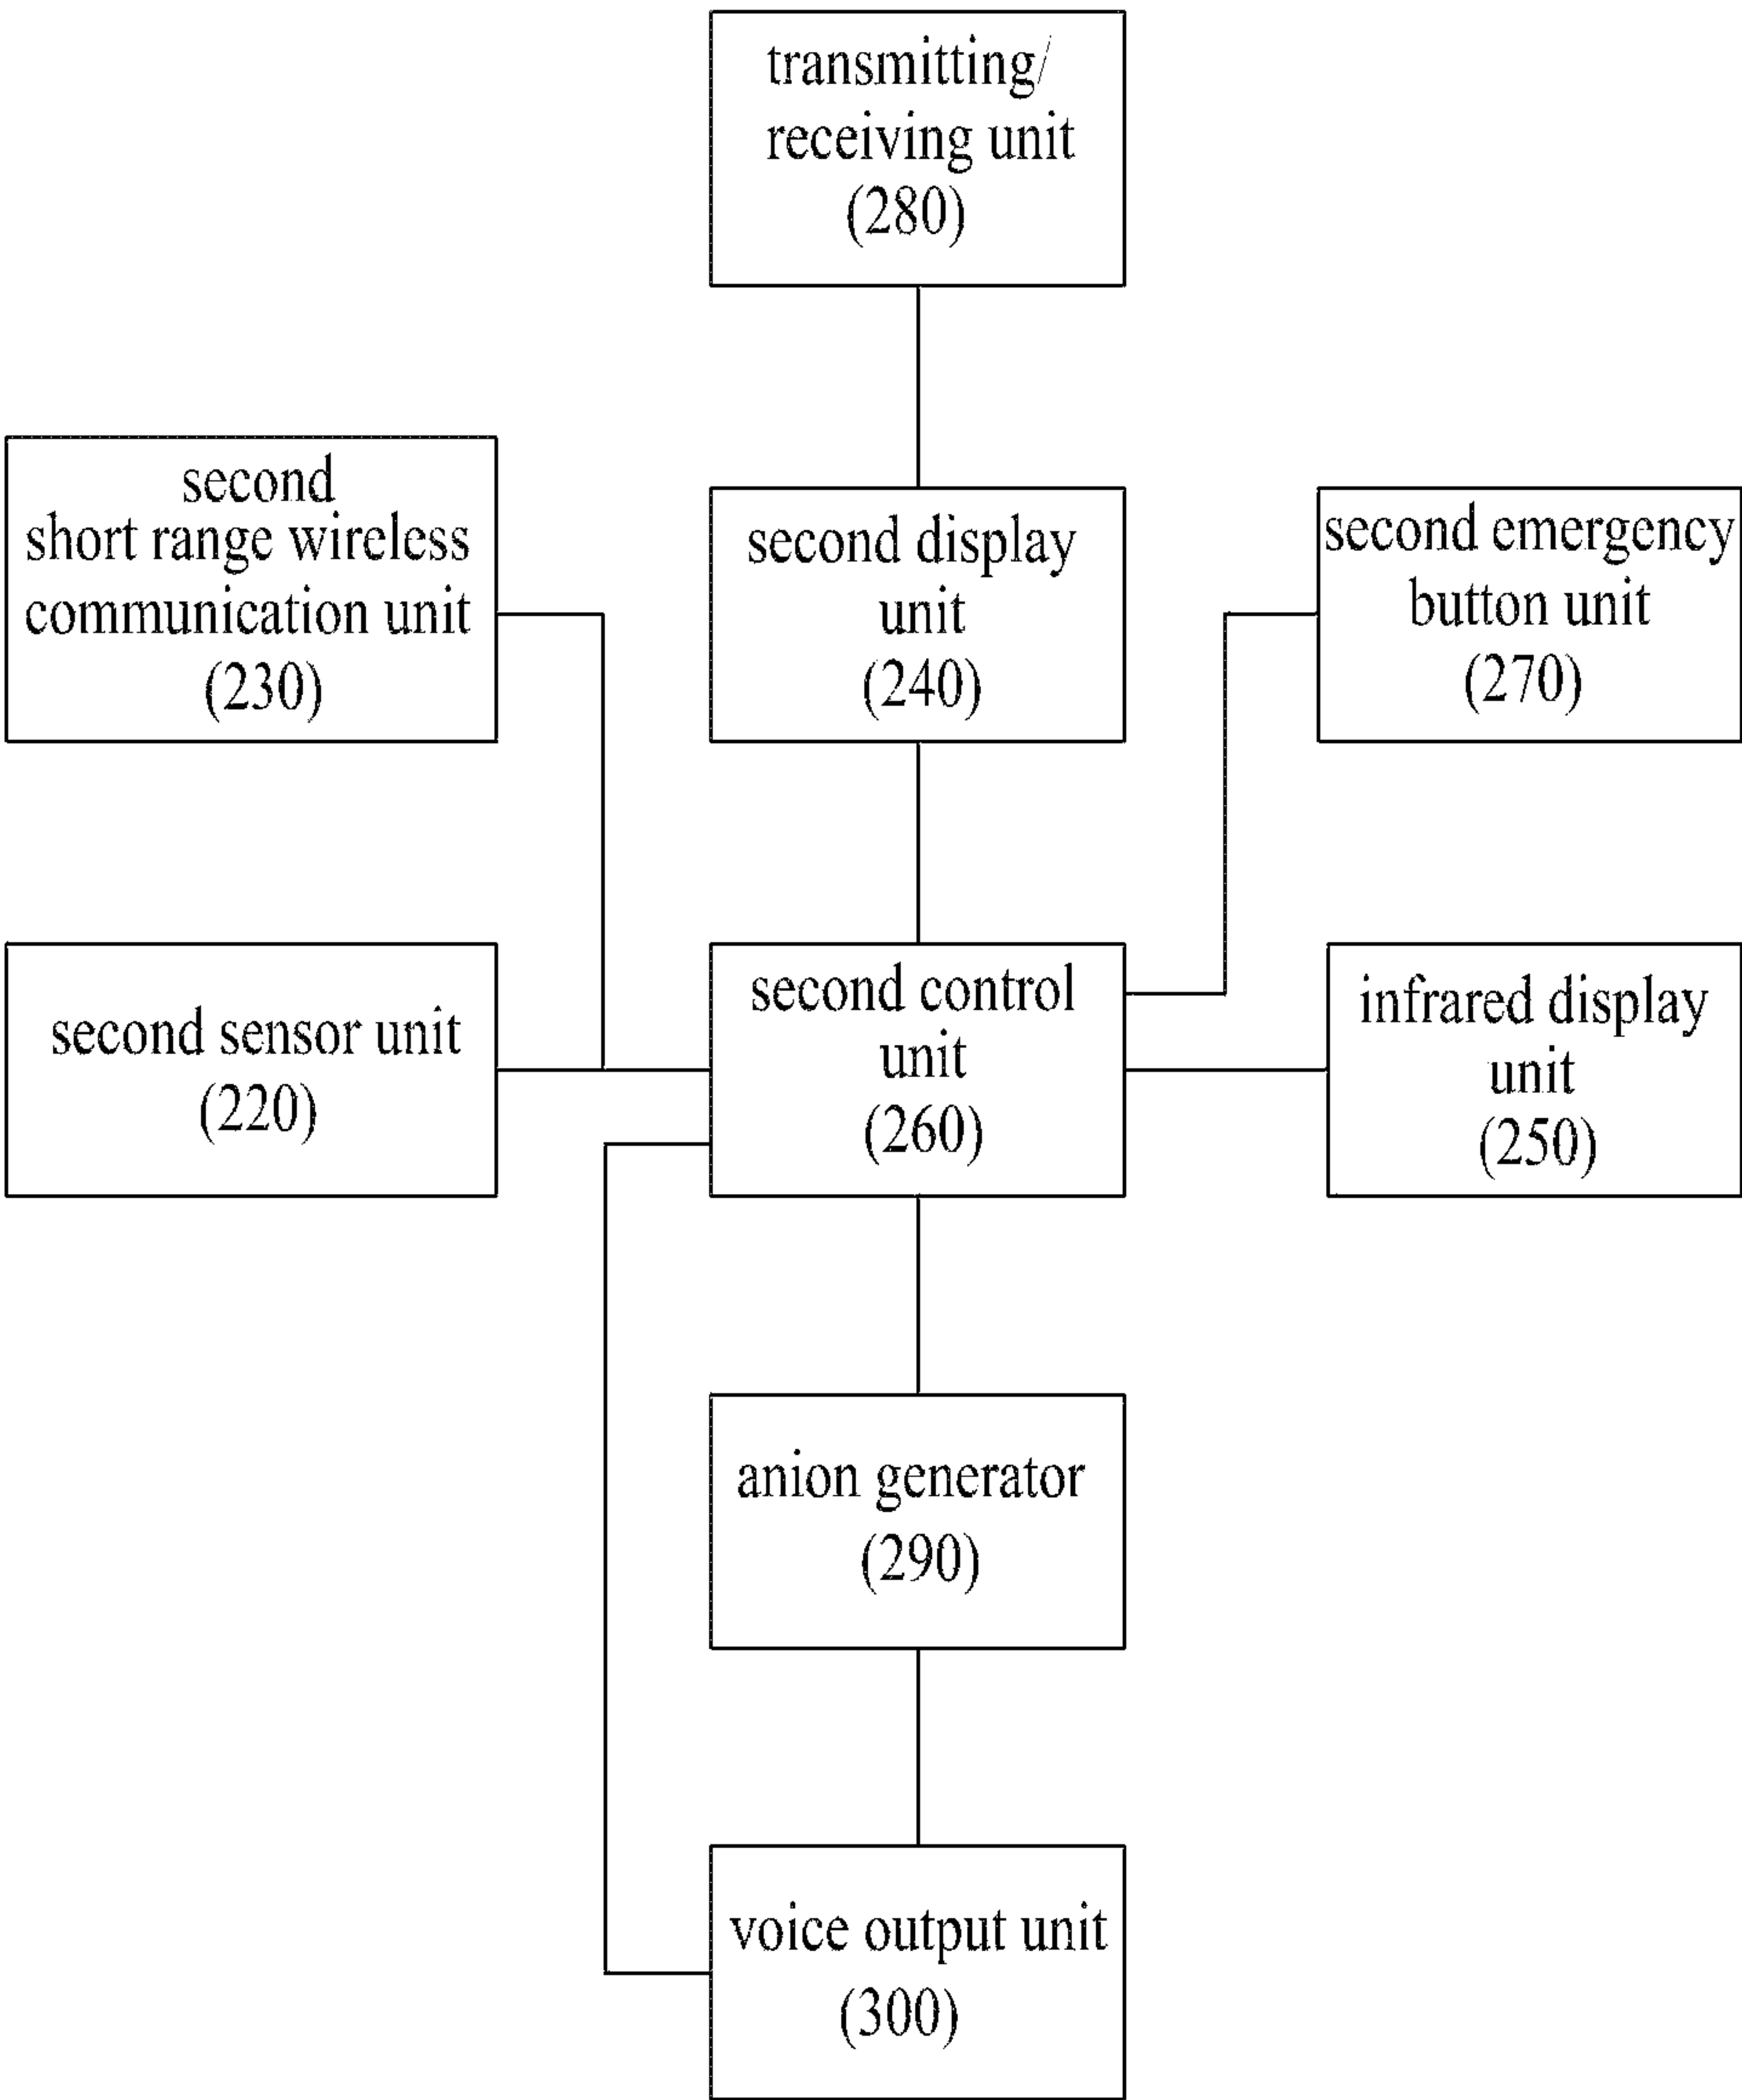 transmitting/
receiving unit
(280)
second
short range wireless
communication unit
(230)
second display
unit
(240)
second emergency
button unit
(270)
second sensor unit
(220)
second control
unit
(260)
infrared display
unit
(250)
anion generator
(290)
voice output unit
(300)